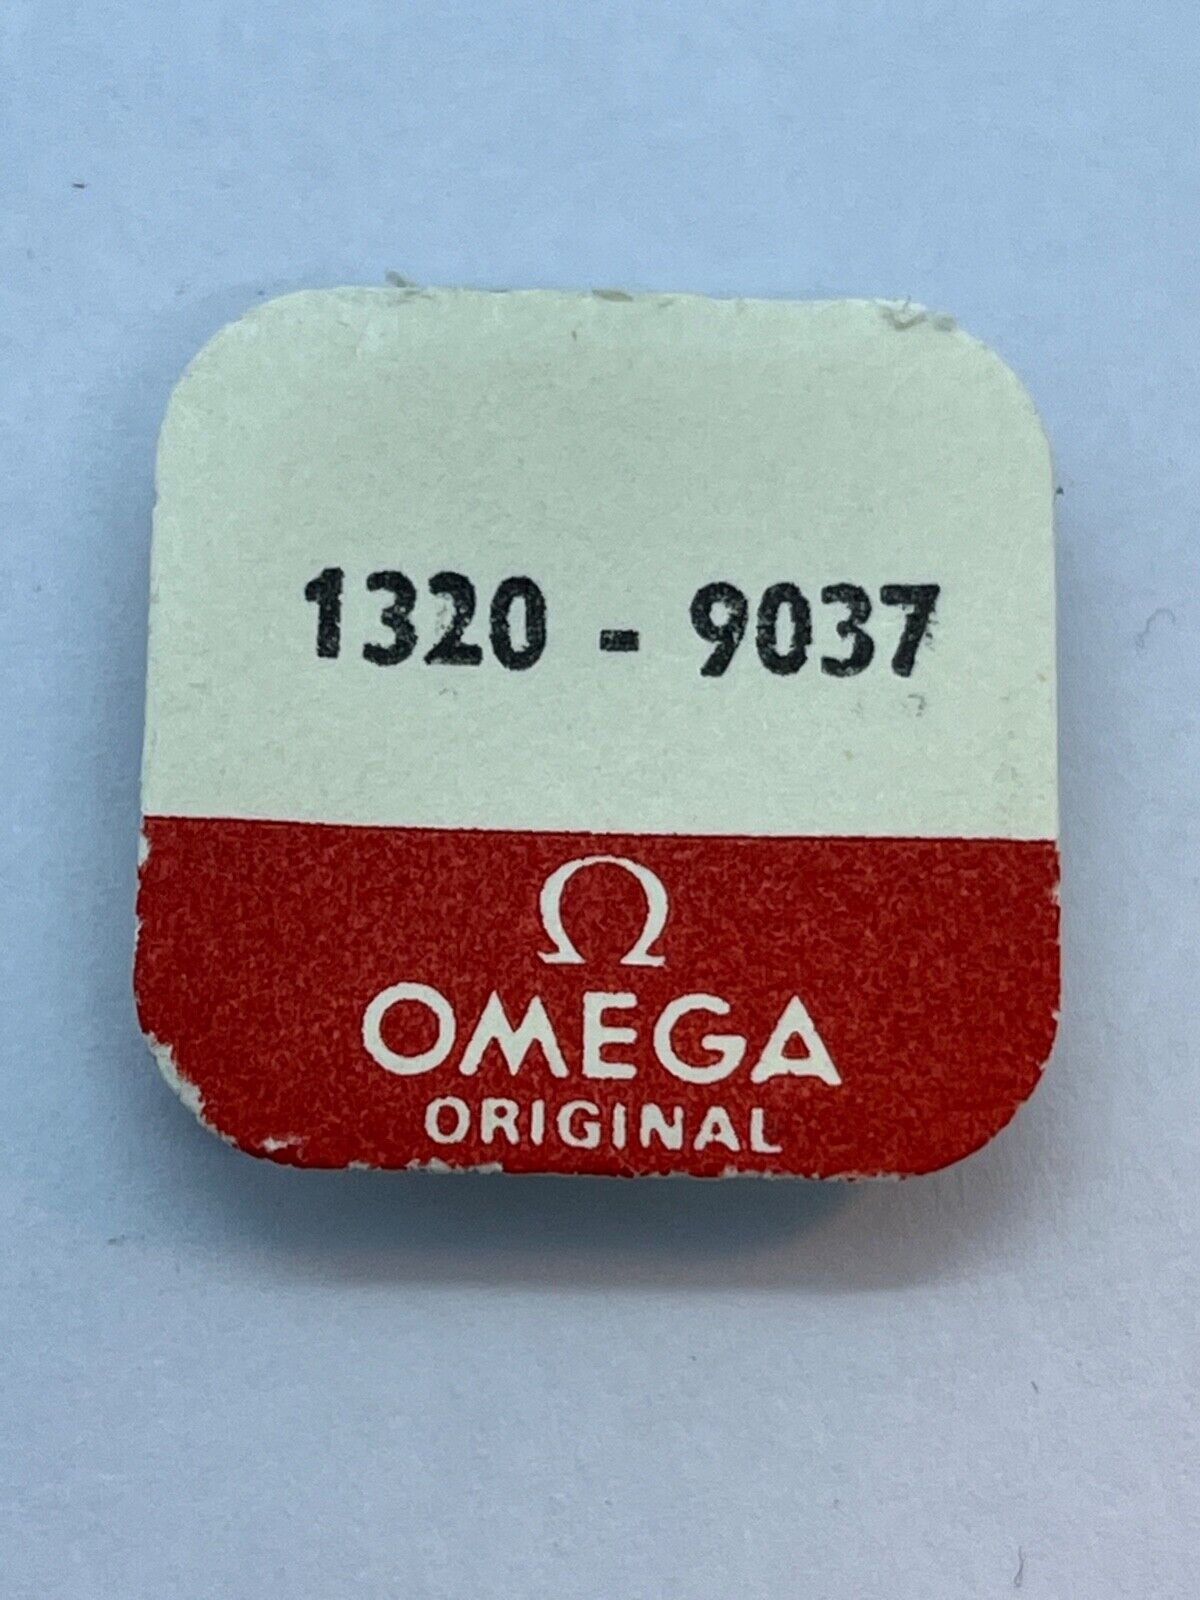 1320 - 9037
Ω
OMEGA
ORIGINAL